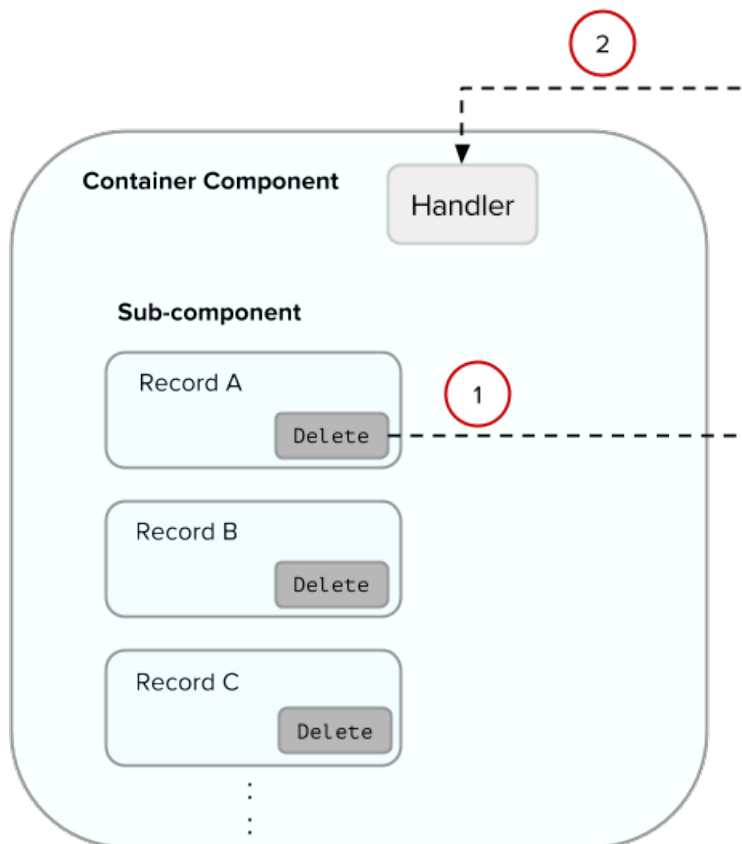 2
Container Component
Handler
Sub-component
Record A
1
Delete
Record B
Delete
Record C
Delete